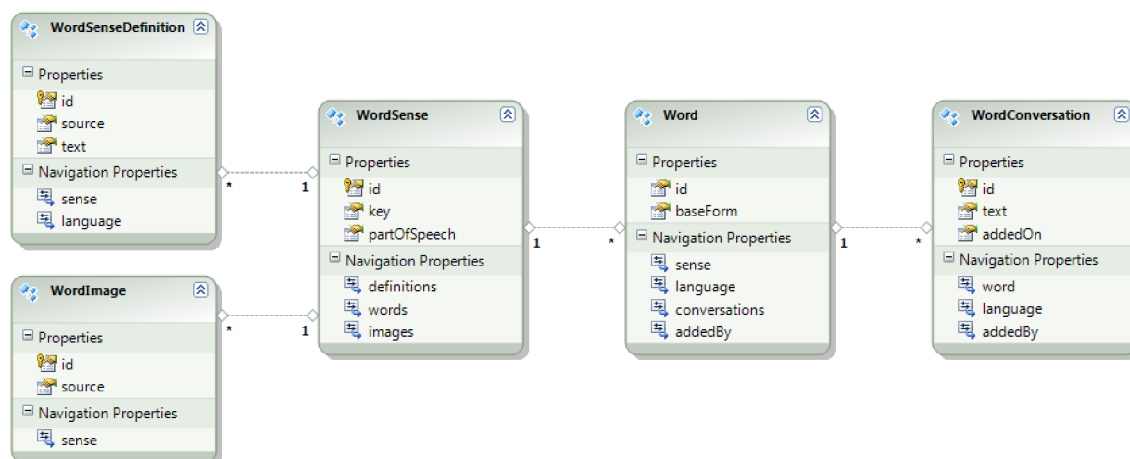 WordSenseDefinition
Properties
id
source
text
Navigation Properties
sense
language
* 1
WordImage
Properties
id
source
Navigation Properties
sense
* 1
WordSense
Properties
id
key
partOfSpeech
Navigation Properties
definitions
words
images
1 *
Word
Properties
id
baseForm
Navigation Properties
sense
language
conversations
addedBy
1 *
WordConversation
Properties
id
text
addedOn
Navigation Properties
word
language
addedBy